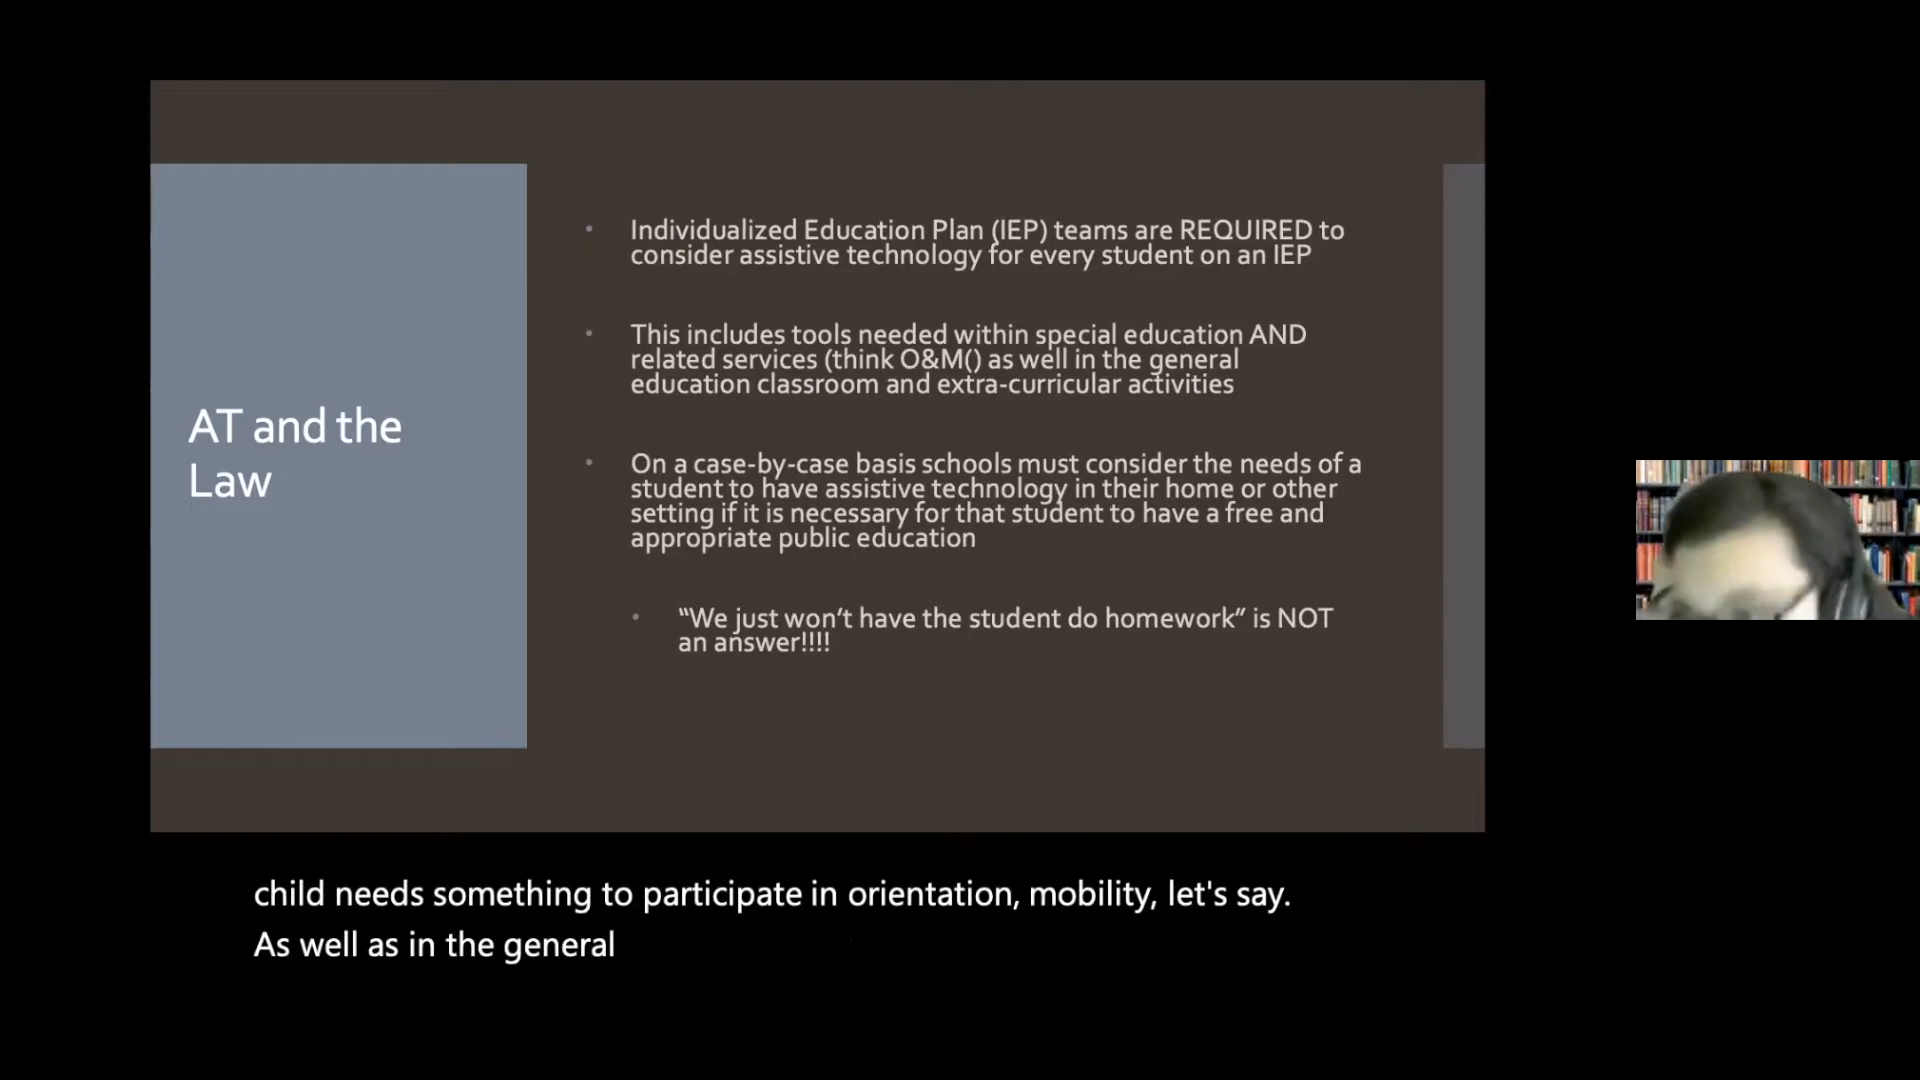 AT and the
Law
Individualized Education Plan (IEP) teams are REQUIRED to
consider assistive technology for every student on an IEP
This includes tools needed within special education AND
related services (think O&M() as well in the general
education classroom and extra-curricular activities
On a case-by-case basis schools must consider the needs of a
student to have assistive technology in their home or other
setting if it is necessary for that student to have a free and
appropriate public education
“We just won’t have the student do homework” is NOT
an answer!!!!
child needs something to participate in orientation, mobility, let's say.
As well as in the general